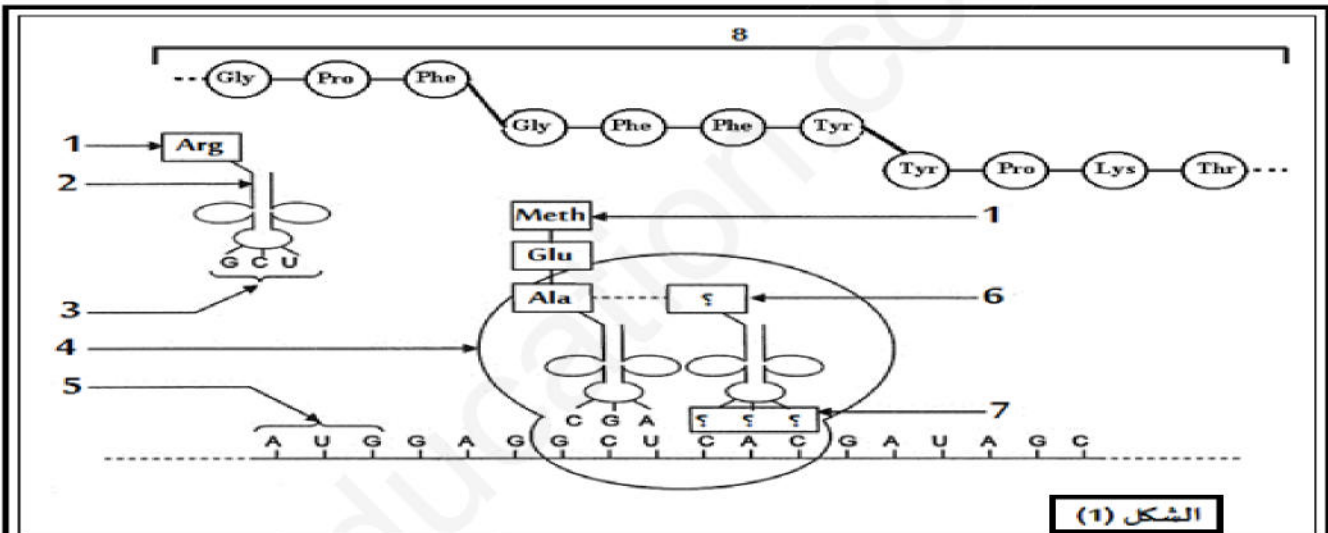 8
Gly Pro Phe
Gly Phe Phe Tyr
1 Arg
Tyr Pro Lys Thr
2
Meth 1
G C U
Glu
3
Ala ؟ 6
4
5
C G A ؟ ؟ ؟ 7
A U G G A G G C U C A C G A U A G C
الشكل (1)